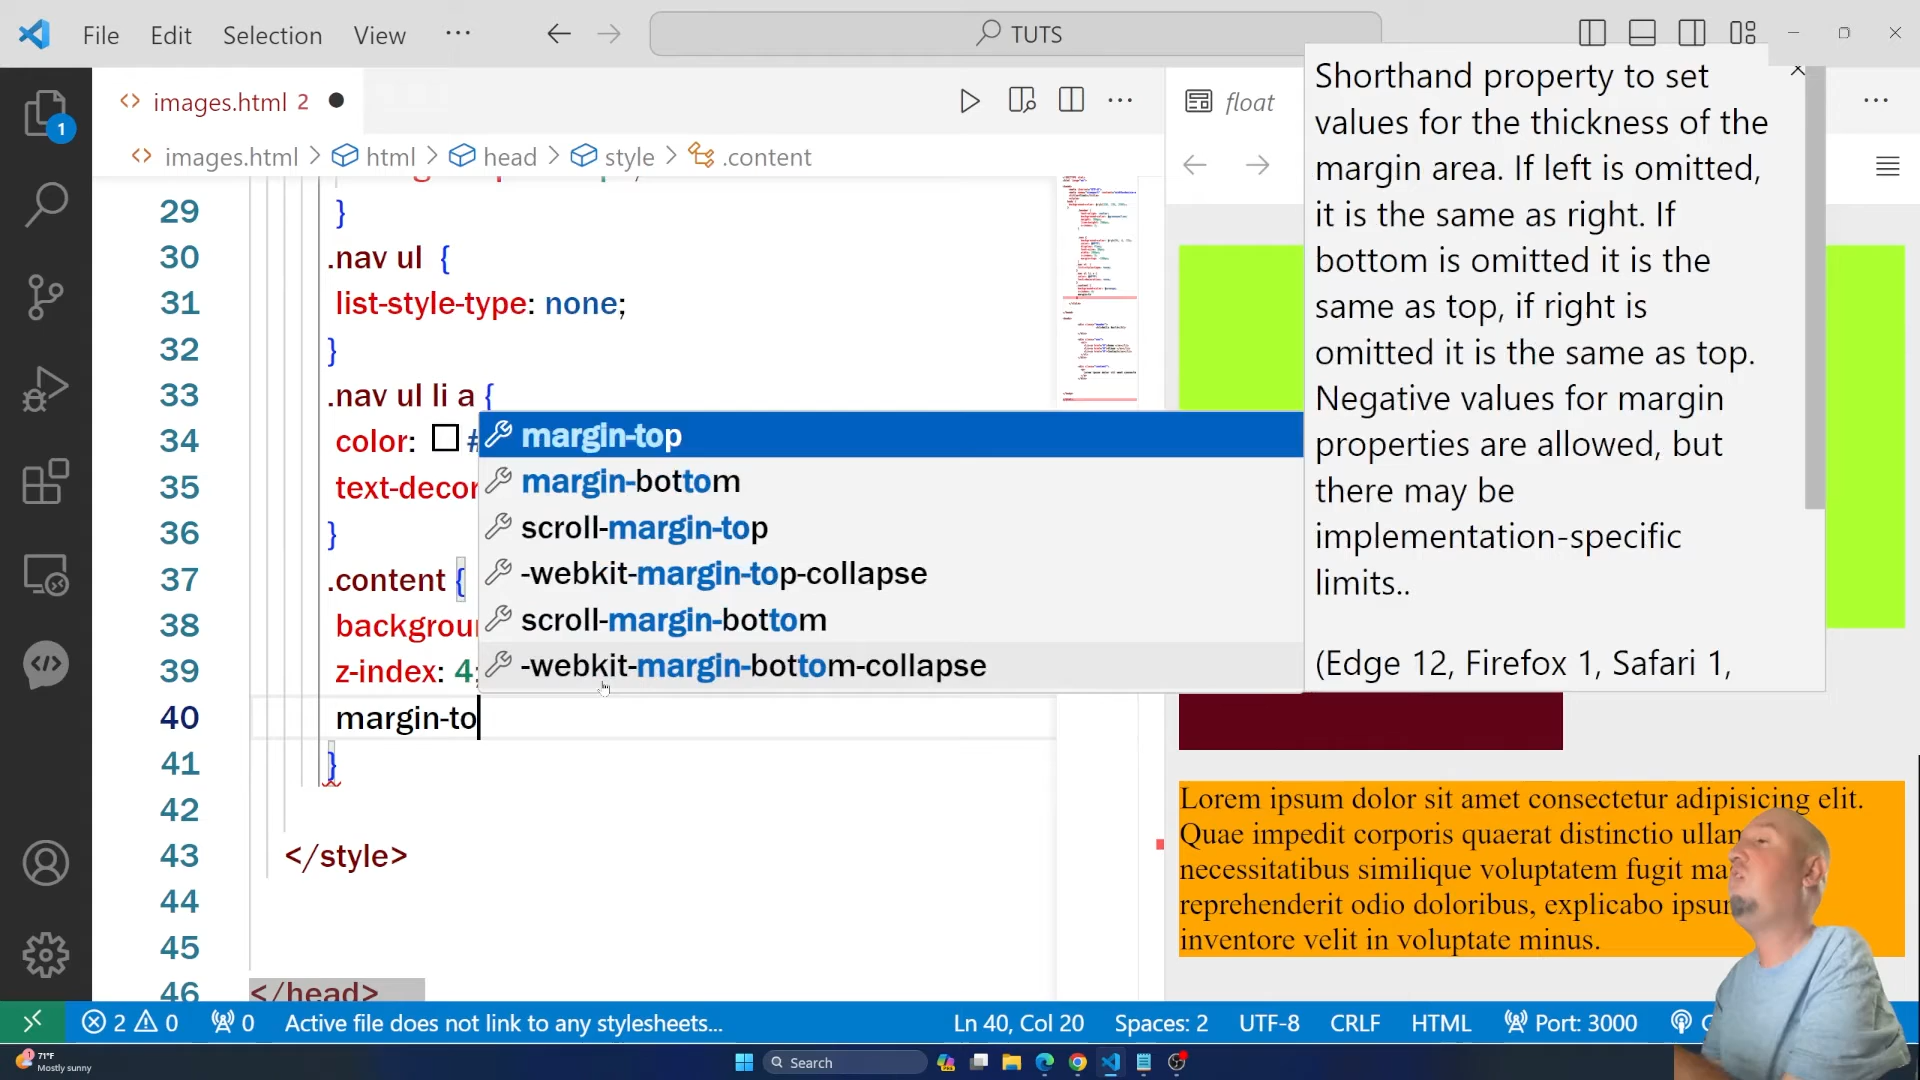 File Edit Selection View ··· TUTS
images.html 2
float
images.html > html > head > style > .content
29 }
30 .nav ul {
31 list-style-type: none;
32 }
33 .nav ul li a {
34 color: #
35 text-decor
36 }
37 .content {
38 backgrou
39 z-index: 4;
40 margin-to
41 }
42
43 </style>
44
45
46 </head>
margin-top
margin-bottom
scroll-margin-top
-webkit-margin-top-collapse
scroll-margin-bottom
-webkit-margin-bottom-collapse
Shorthand property to set
values for the thickness of the
margin area. If left is omitted,
it is the same as right. If
bottom is omitted it is the
same as top, if right is
omitted it is the same as top.
Negative values for margin
properties are allowed, but
there may be
implementation-specific
limits..
(Edge 12, Firefox 1, Safari 1,
Lorem ipsum dolor sit amet consectetur adipisicing elit.
Quae impedit corporis quaerat distinctio ullam
necessitatibus similique voluptatem fugit
reprehenderit odio doloribus, explicabo
inventore velit in voluptate minus.
1
2 0 0 Active file does not link to any stylesheets... Ln 40, Col 20 Spaces: 2 UTF-8 CRLF HTML Port: 3000
71°F
Mostly sunny
Search